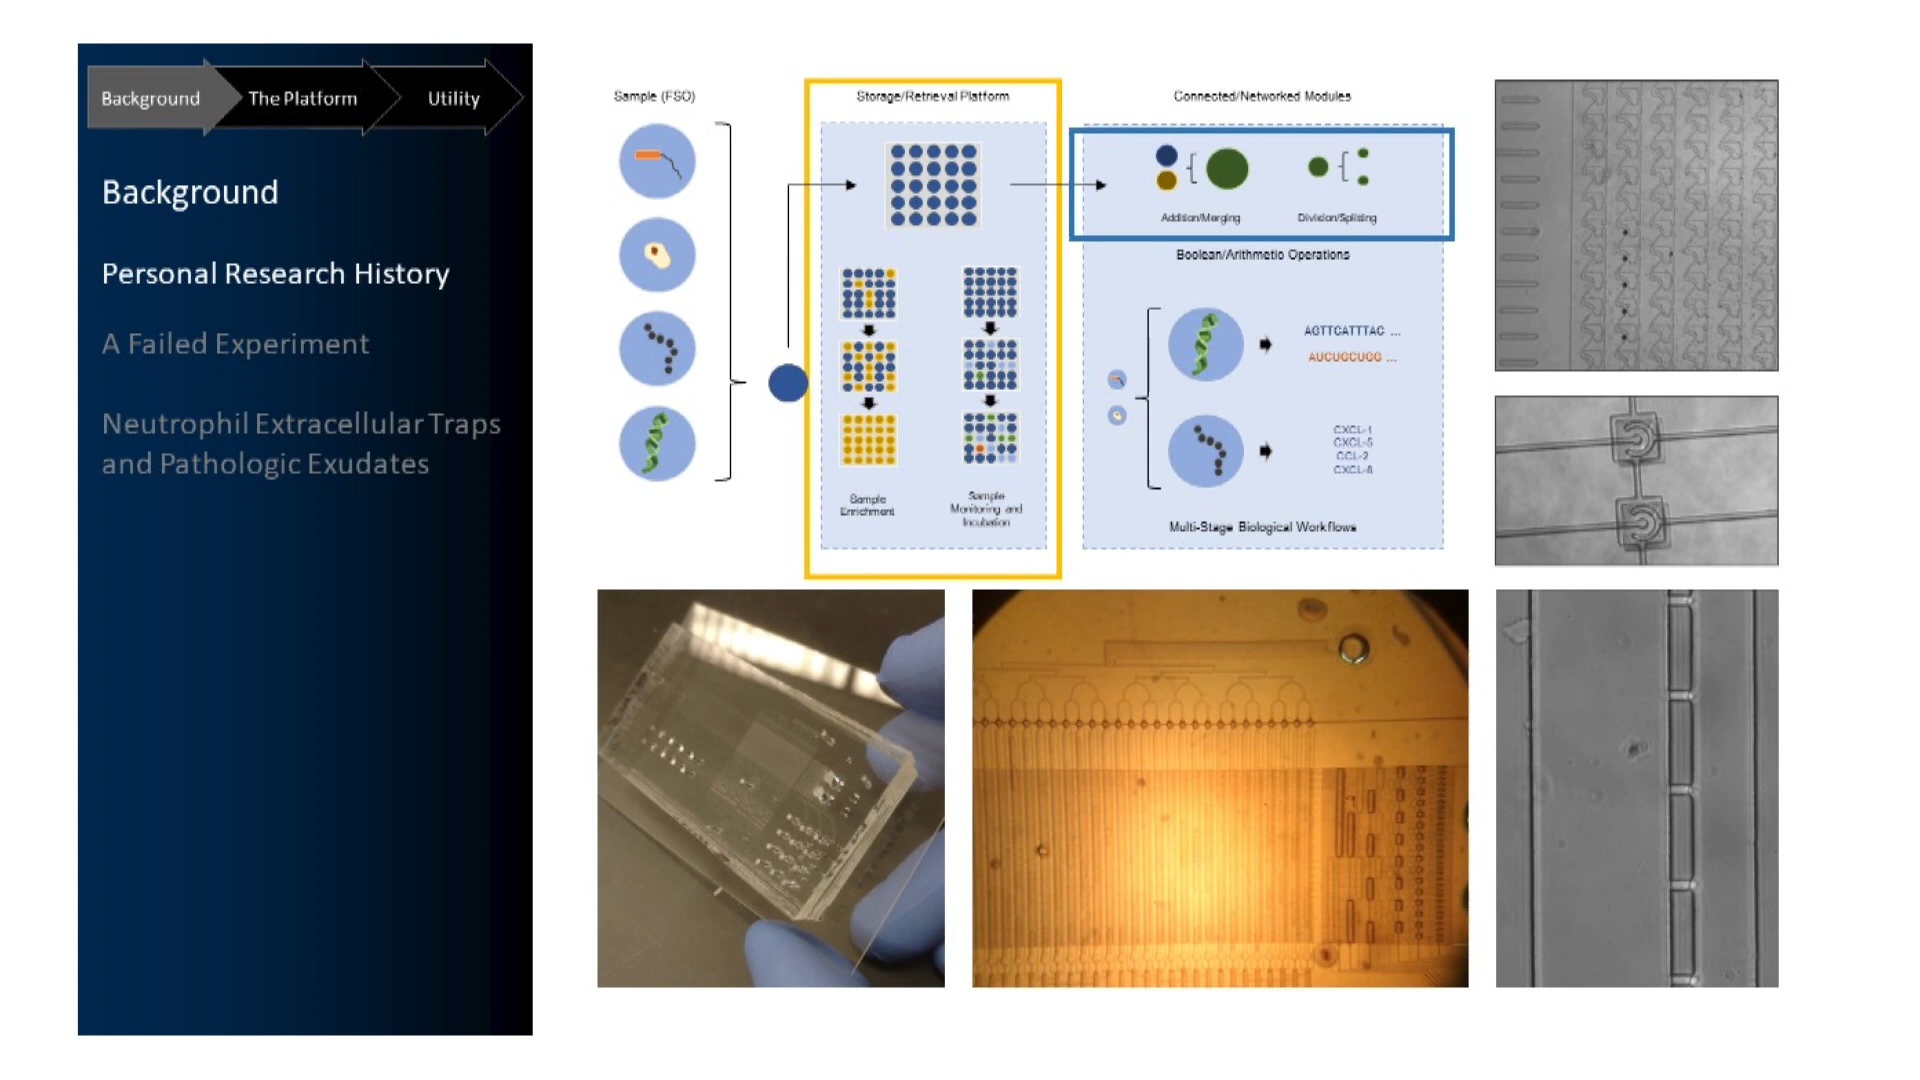 Background
The Platform
Utility
Background
Personal Research History
A Failed Experiment
Neutrophil Extracellular Traps
and Pathologic Exudates
Sample (FSO)
Storage/Retrieval Platform
Sample
Enrichment
Sample
Monitoring and
Incubation
Connected/Networked Modules
Addition/Merging
Division/Splitting
Boolean/Arithmetic Operations
AGTTCATTTAC ...
AUCUGCUGG ...
CXCL-1
CXCL-5
CCL-2
CXCL-8
Multi-Stage Biological Workflows